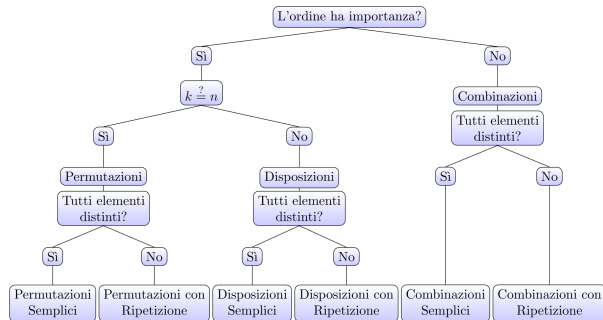 L'ordine ha importanza?
Sì
No
k ?= n
Combinazioni
Tutti elementi
distinti?
Sì
No
Permutazioni
Disposizioni
Sì
No
Tutti elementi
distinti?
Tutti elementi
distinti?
Sì
No
Sì
No
Permutazioni
Semplici
Permutazioni con
Ripetizione
Disposizioni
Semplici
Disposizioni con
Ripetizione
Combinazioni
Semplici
Combinazioni con
Ripetizione